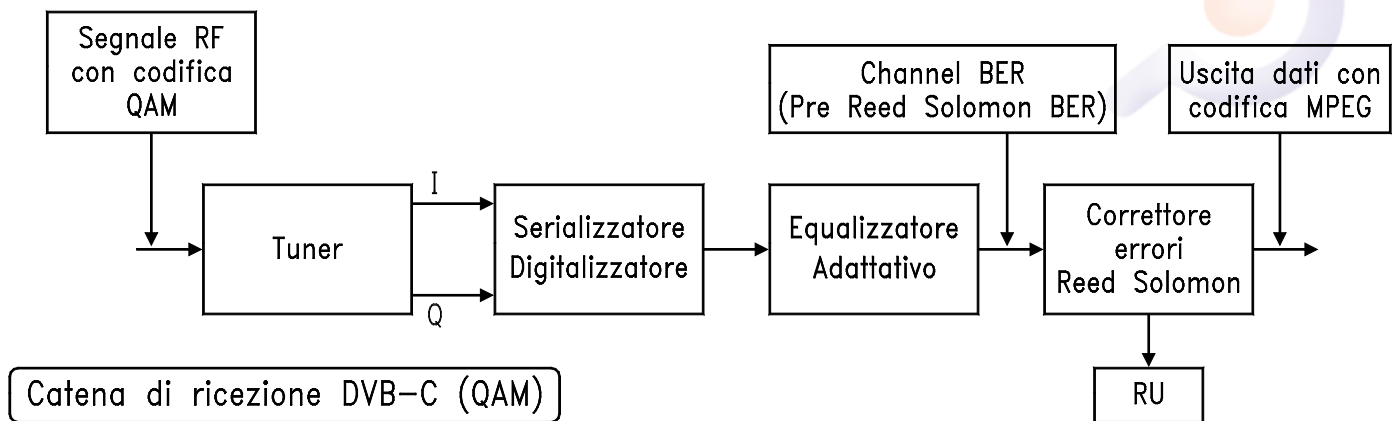 Segnale RF
con codifica
QAM
Channel BER
(Pre Reed Solomon BER)
Uscita dati con
codifica MPEG
I
Q
Tuner
Serializzatore
Digitalizzatore
Equalizzatore
Adattativo
Correttore
errori
Reed Solomon
Catena di ricezione DVB-C (QAM)
RU